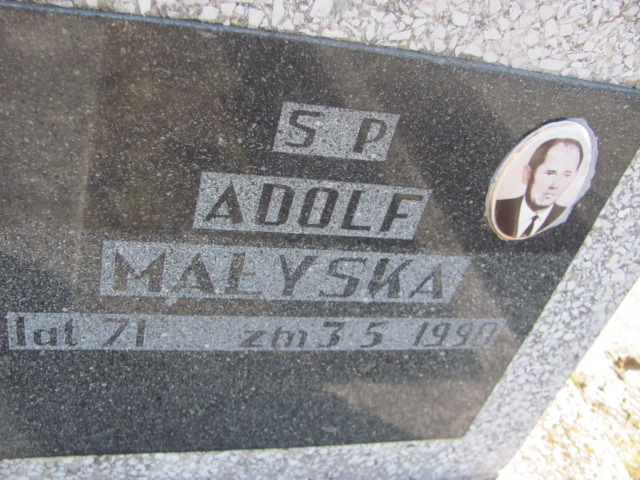 S P
ADOLF
MAŁYSKA
lat 71 zm 3.5 1990